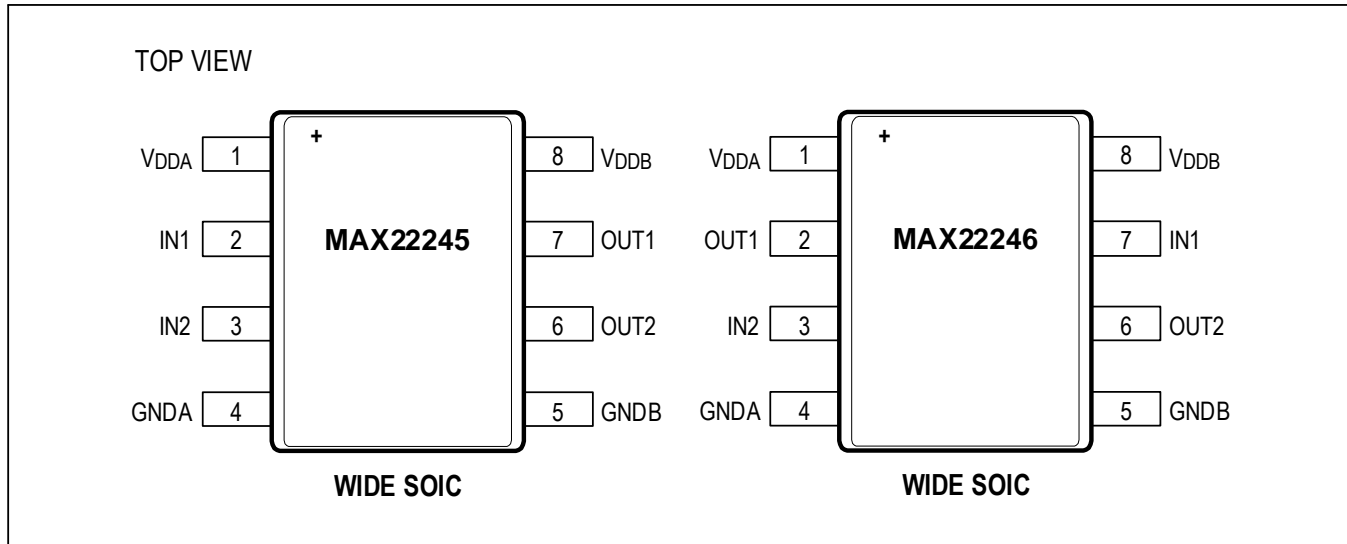 TOP VIEW
+
VDDA 1
8 VDDB
IN1 2
MAX22245
7 OUT1
IN2 3
6 OUT2
GNDA 4
5 GNDB
WIDE SOIC
+
VDDA 1
8 VDDB
OUT1 2
MAX22246
7 IN1
IN2 3
6 OUT2
GNDA 4
5 GNDB
WIDE SOIC